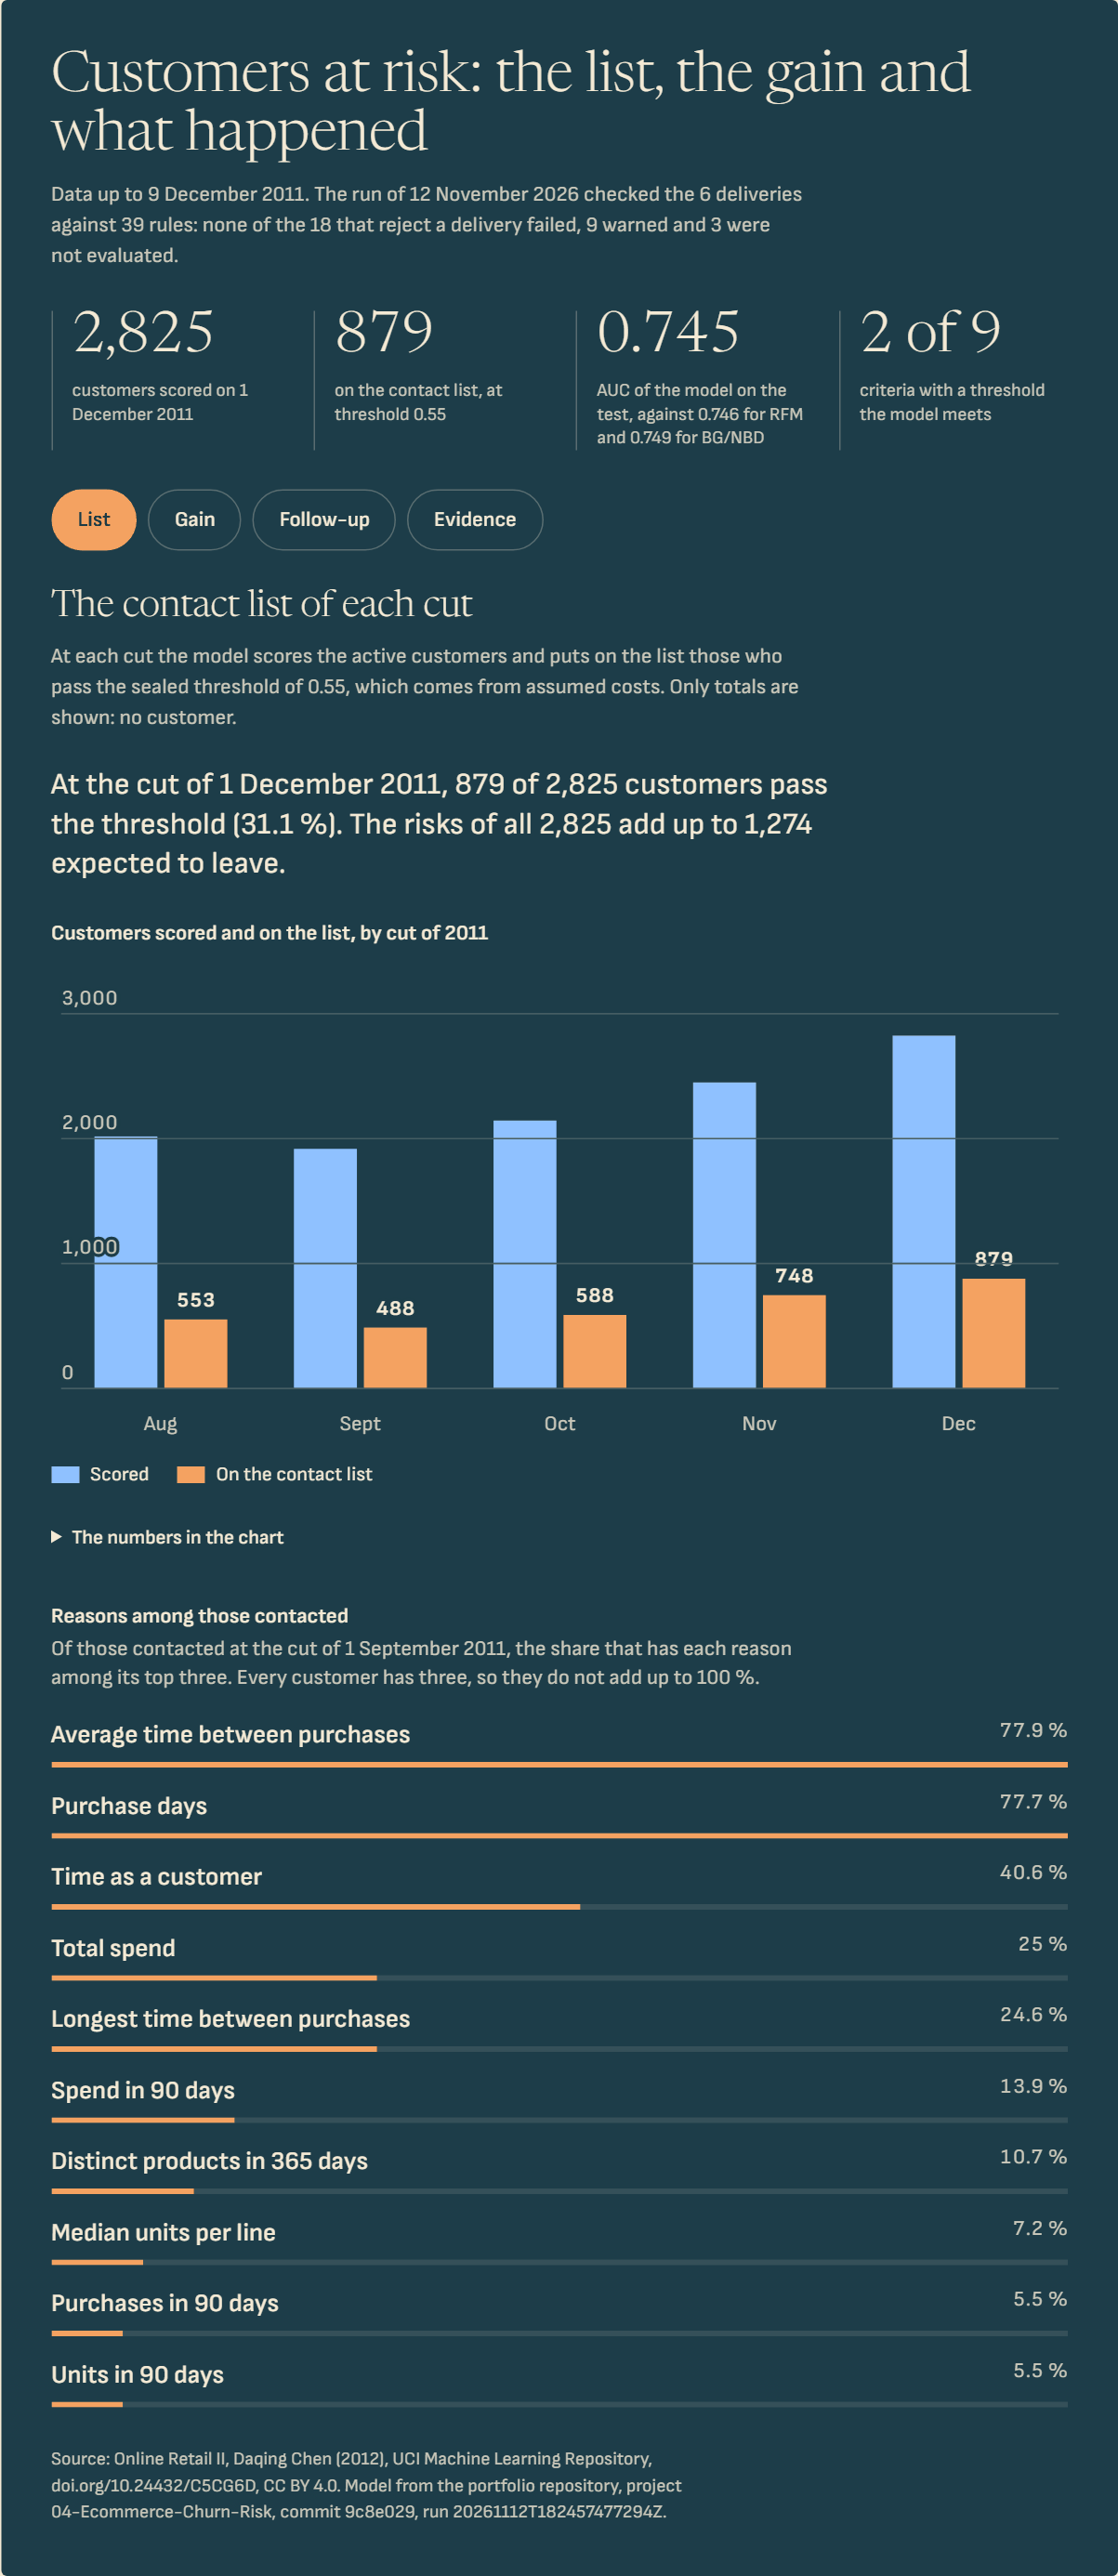 Customers at risk: the list, the gain and
what happened
Data up to 9 December 2011. The run of 12 November 2026 checked the 6 deliveries
against 39 rules: none of the 18 that reject a delivery failed, 9 warned and 3 were
not evaluated.
2,825
customers scored on 1
December 2011
879
on the contact list, at
threshold 0.55
0.745
AUC of the model on the
test, against 0.746 for RFM
and 0.749 for BG/NBD
2 of 9
criteria with a threshold
the model meets
List
Gain
Follow-up
Evidence
The contact list of each cut
At each cut the model scores the active customers and puts on the list those who
pass the sealed threshold of 0.55, which comes from assumed costs. Only totals are
shown: no customer.
At the cut of 1 December 2011, 879 of 2,825 customers pass
the threshold (31.1 %). The risks of all 2,825 add up to 1,274
expected to leave.
Customers scored and on the list, by cut of 2011
3,000
2,000
1,000
0
553
488
588
748
879
Aug
Sept
Oct
Nov
Dec
Scored
On the contact list
The numbers in the chart
Reasons among those contacted
Of those contacted at the cut of 1 September 2011, the share that has each reason
among its top three. Every customer has three, so they do not add up to 100 %.
Average time between purchases
77.9 %
Purchase days
77.7 %
Time as a customer
40.6 %
Total spend
25 %
Longest time between purchases
24.6 %
Spend in 90 days
13.9 %
Distinct products in 365 days
10.7 %
Median units per line
7.2 %
Purchases in 90 days
5.5 %
Units in 90 days
5.5 %
Source: Online Retail II, Daqing Chen (2012), UCI Machine Learning Repository,
doi.org/10.24432/C5CG6D, CC BY 4.0. Model from the portfolio repository, project
04-Ecommerce-Churn-Risk, commit 9c8e029, run 20261112T182457477294Z.